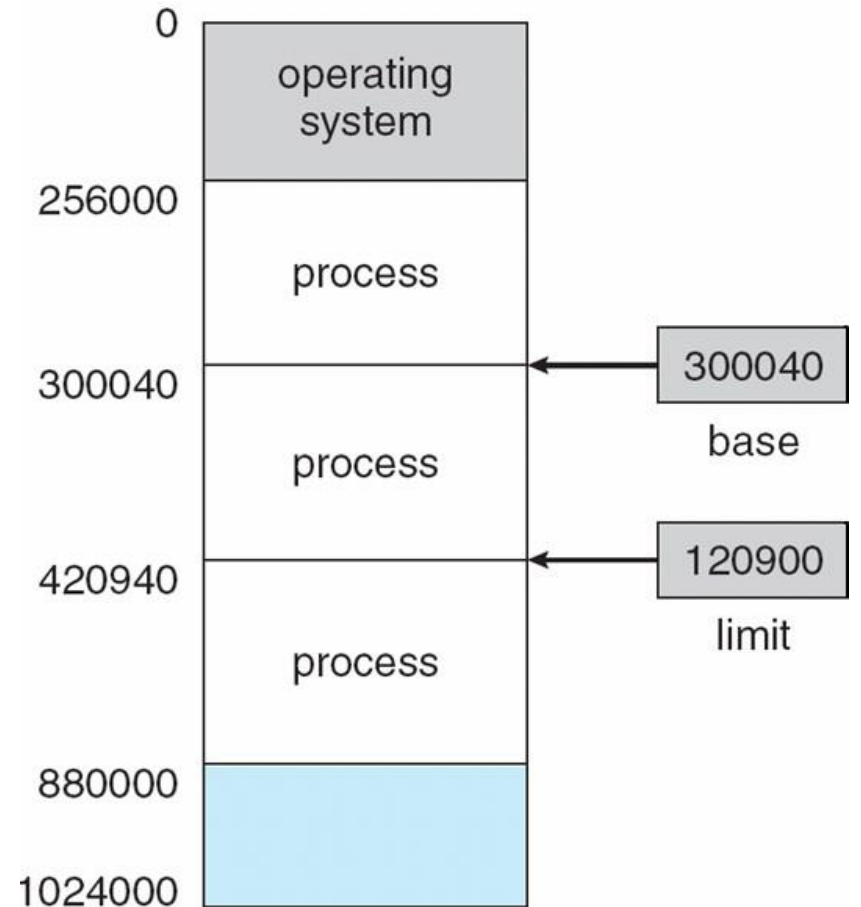 0
operating
system
256000
process
300040
300040
base
process
420940
120900
limit
process
880000
1024000